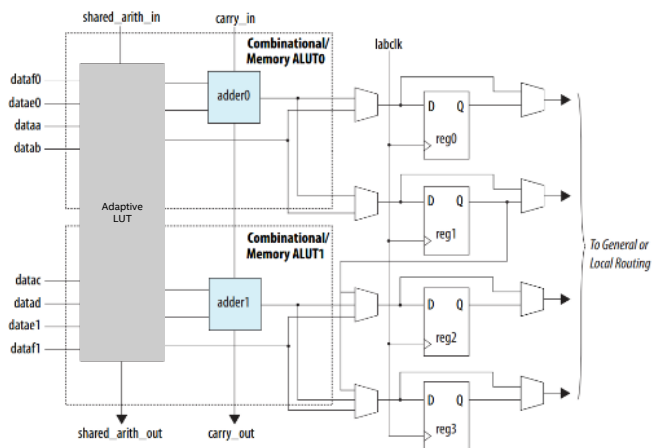 shared_arith_in
carry_in
Combinational/
Memory ALUT0
labclk
dataf0
datae0
dataa
datab
adder0
D Q
reg0
Adaptive
LUT
D Q
reg1
Combinational/
Memory ALUT1
To General or
Local Routing
datac
datad
datae1
dataf1
adder1
D Q
reg2
D Q
reg3
shared_arith_out
carry_out